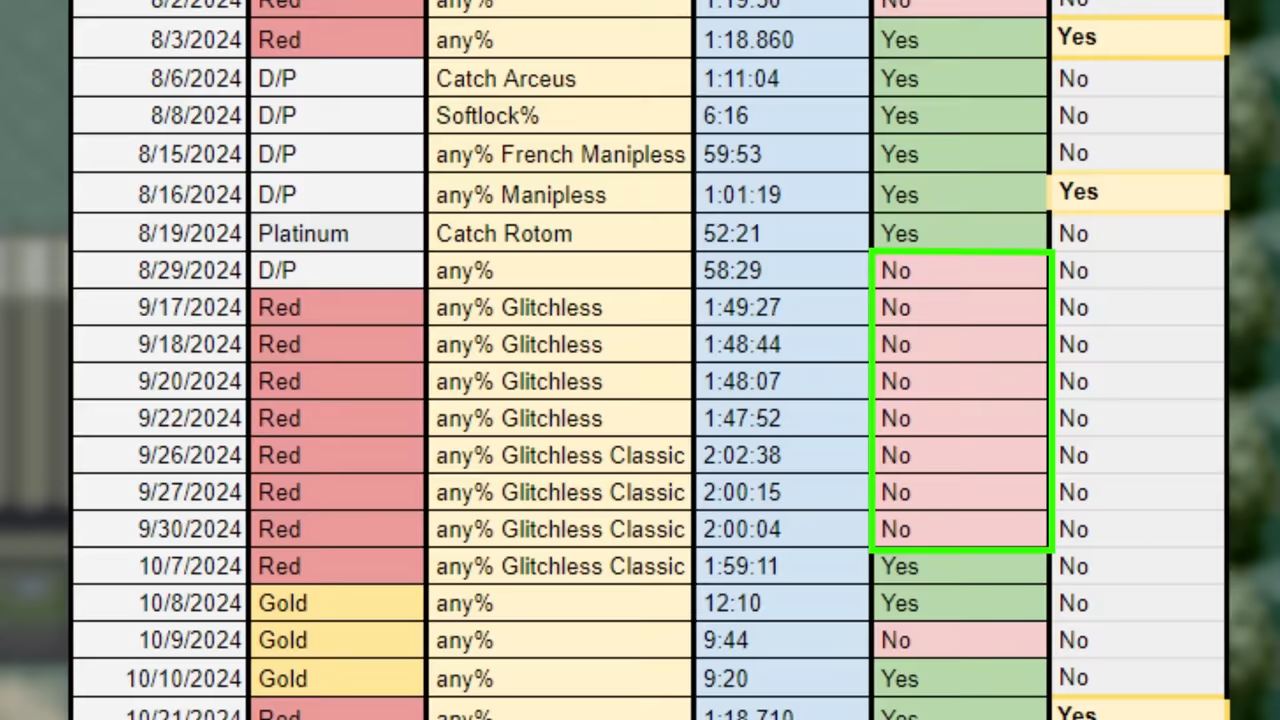 8/2/2024 Red any% 1:19.50 No No
8/3/2024 Red any% 1:18.860 Yes Yes
8/6/2024 D/P Catch Arceus 1:11:04 Yes No
8/8/2024 D/P Softlock% 6:16 Yes No
8/15/2024 D/P any% French Manipless 59:53 Yes No
8/16/2024 D/P any% Manipless 1:01:19 Yes Yes
8/19/2024 Platinum Catch Rotom 52:21 Yes No
8/29/2024 D/P any% 58:29 No No
9/17/2024 Red any% Glitchless 1:49:27 No No
9/18/2024 Red any% Glitchless 1:48:44 No No
9/20/2024 Red any% Glitchless 1:48:07 No No
9/22/2024 Red any% Glitchless 1:47:52 No No
9/26/2024 Red any% Glitchless Classic 2:02:38 No No
9/27/2024 Red any% Glitchless Classic 2:00:15 No No
9/30/2024 Red any% Glitchless Classic 2:00:04 No No
10/7/2024 Red any% Glitchless Classic 1:59:11 Yes No
10/8/2024 Gold any% 12:10 Yes No
10/9/2024 Gold any% 9:44 No No
10/10/2024 Gold any% 9:20 Yes No
10/21/2024 Red any% 1:18.710 Yes Yes